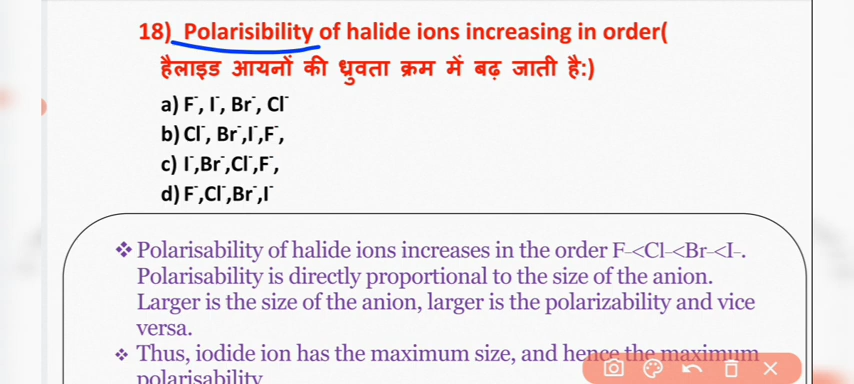 18) Polarisibility of halide ions increasing in order(
हैलाइड आयनों की ध्रुवता क्रम में बढ़ जाती है:)
a) F⁻, I⁻, Br⁻, Cl⁻
b) Cl⁻, Br⁻,I⁻,F⁻,
c) I⁻,Br⁻,Cl⁻,F⁻,
d) F⁻,Cl⁻,Br⁻,I⁻
❖ Polarisability of halide ions increases in the order F-<Cl-<Br-<I-.
Polarisability is directly proportional to the size of the anion.
Larger is the size of the anion, larger is the polarizability and vice
versa.
❖ Thus, iodide ion has the maximum size, and hence the maximum
polarisability